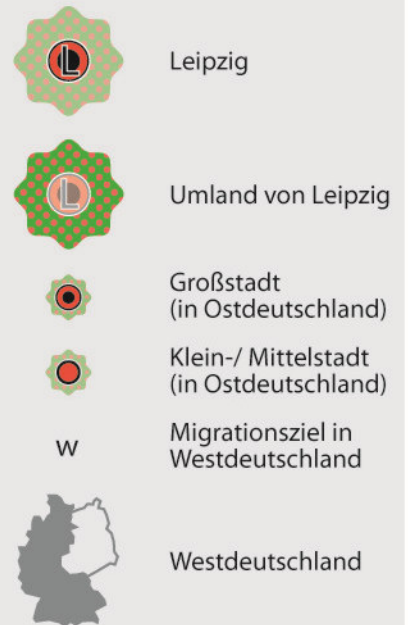 L
Leipzig
L
Umland von Leipzig
Großstadt
(in Ostdeutschland)
Klein-/ Mittelstadt
(in Ostdeutschland)
W Migrationsziel in
Westdeutschland
Westdeutschland